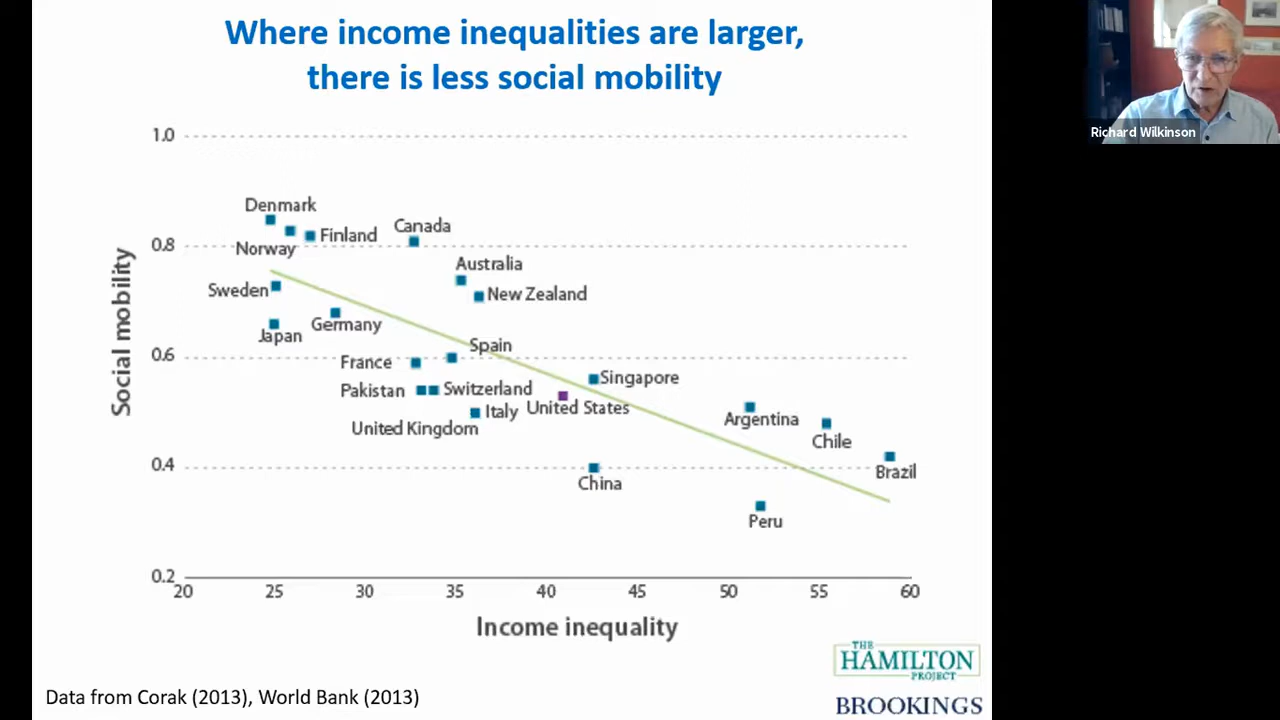 Where income inequalities are larger,
there is less social mobility
Richard Wilkinson
1.0
Denmark
Canada
0.8
Finland
Norway
Australia
Sweden
New Zealand
Germany
Japan
Social mobility
0.6
Spain
France
Singapore
Pakistan
Switzerland
Italy
United States
United Kingdom
Argentina
Chile
0.4
Brazil
China
Peru
0.2
20 25 30 35 40 45 50 55 60
Income inequality
THE
HAMILTON
PROJECT
BROOKINGS
Data from Corak (2013), World Bank (2013)